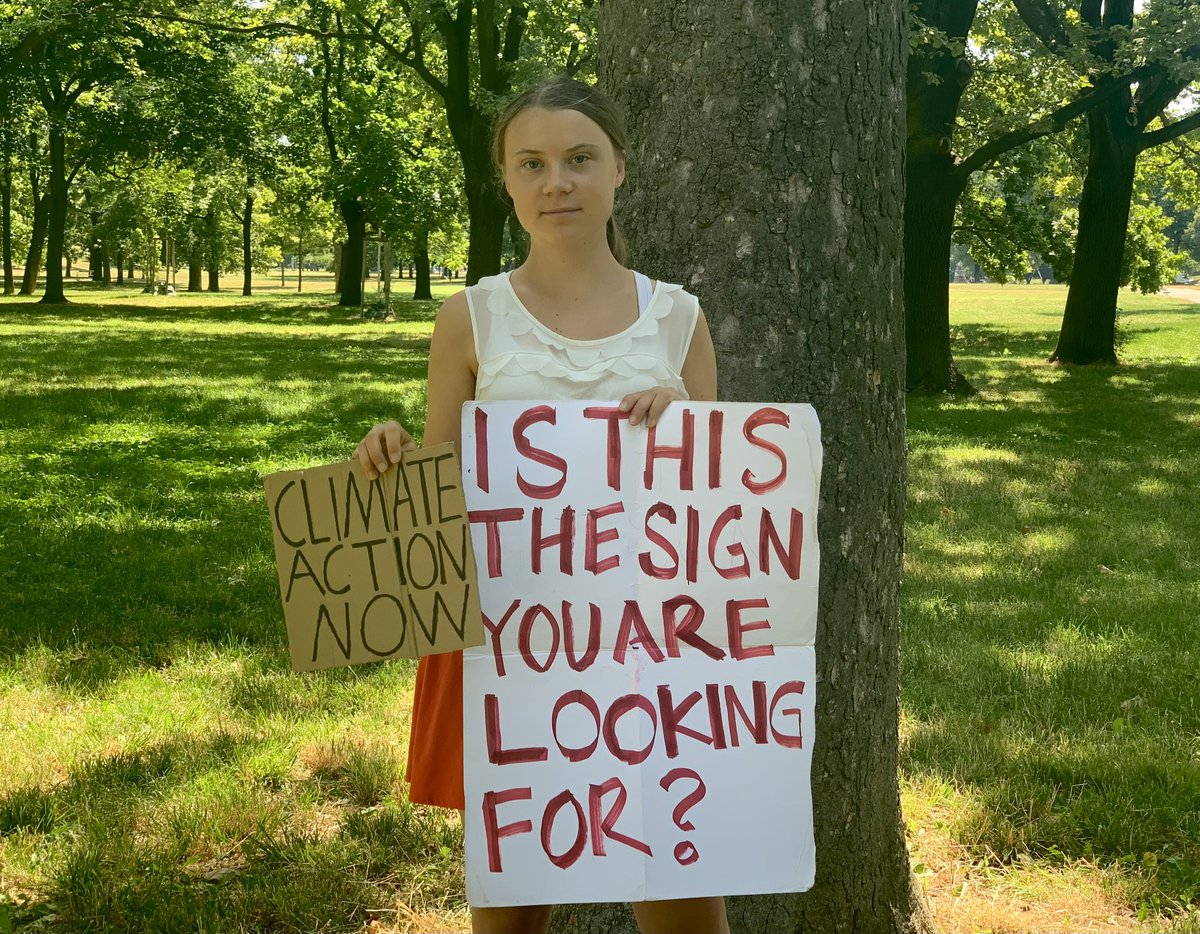 CLIMATE
ACTION
NOW
IS THIS
THE SIGN
YOU ARE
LOOKING
FOR?